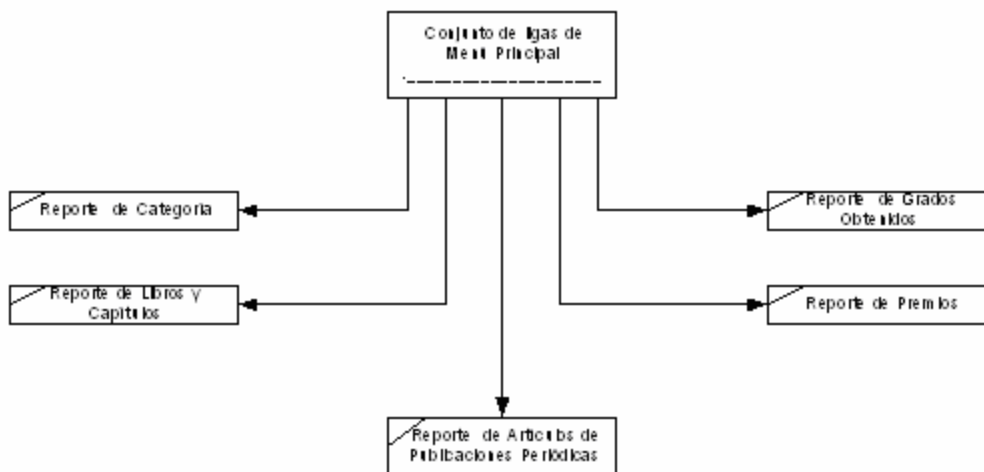 Conjunto de ligas de
Menú Principal
Reporte de Categoría
Reporte de Grados
Obtenidos
Reporte de Libros y
Capítulos
Reporte de Premios
Reporte de Artículos de
Publicaciones Periódicas